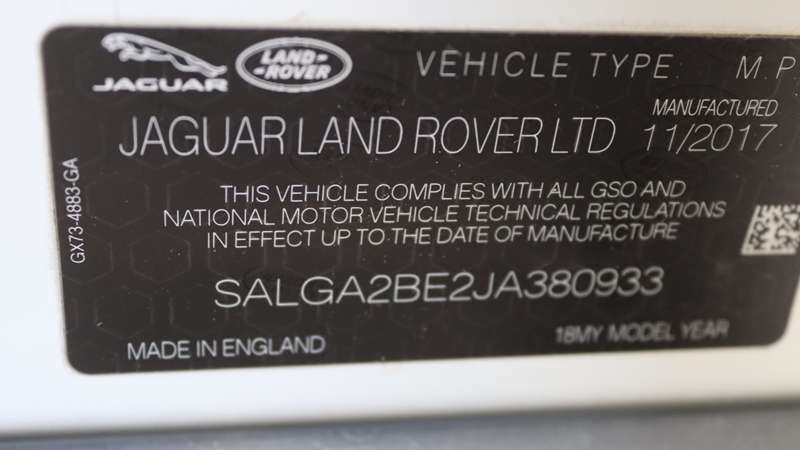 JAGUAR
LAND ROVER
VEHICLE TYPE: M.P
JAGUAR LAND ROVER LTD
MANUFACTURED
11/2017
GX73-4883-GA
THIS VEHICLE COMPLIES WITH ALL GSO AND
NATIONAL MOTOR VEHICLE TECHNICAL REGULATIONS
IN EFFECT UP TO THE DATE OF MANUFACTURE
SALGA2BE2JA380933
MADE IN ENGLAND
18MY MODEL YEAR